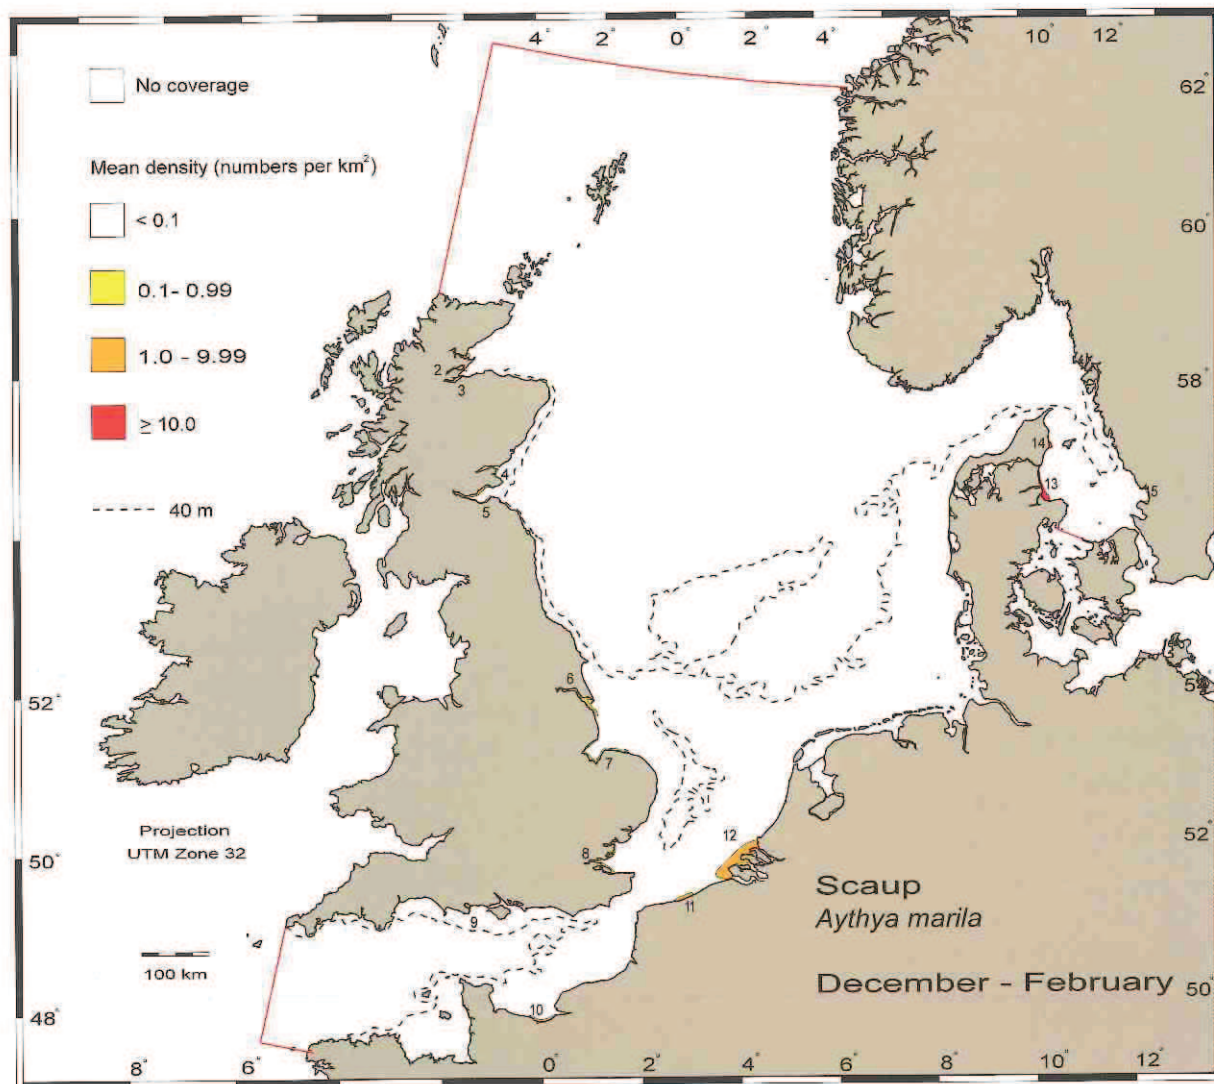 4° 2° 0° 2° 4° 10° 12°
No coverage
62°
Mean density (numbers per km²)
< 0.1
60°
0.1- 0.99
1.0 - 9.99
2
3
58°
≥ 10.0
14
4
13
15
5
40 m
6
52°
54°
7
Projection
UTM Zone 32
12
52°
50°
8
Scaup
11
Aythya marila
9
100 km
December - February
50°
10
48°
8° 6° 0° 2° 4° 6° 8° 10° 12°